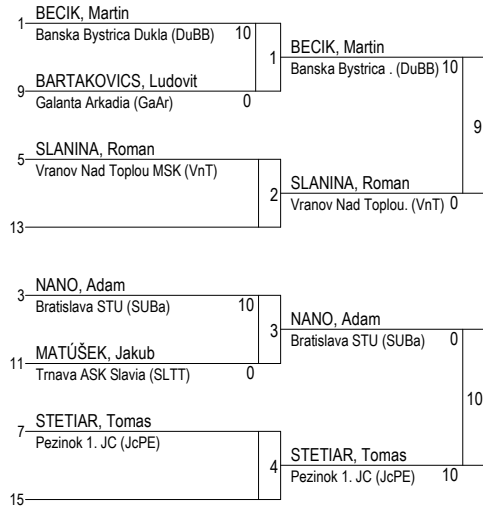 BECIK, Martin
1
Banska Bystrica Dukla (DuBB) 10
1
BECIK, Martin
Banska Bystrica . (DuBB) 10
BARTAKOVICS, Ludovit
9
Galanta Arkadia (GaAr) 0
9
SLANINA, Roman
5
Vranov Nad Toplou MSK (VnT)
2
SLANINA, Roman
Vranov Nad Toplou. (VnT) 0
13
NANO, Adam
3
Bratislava STU (SUBa) 10
3
NANO, Adam
Bratislava STU (SUBa) 0
MATÚŠEK, Jakub
11
Trnava ASK Slavia (SLTT) 0
10
STETIAR, Tomas
7
Pezinok 1. JC (JcPE)
4
STETIAR, Tomas
Pezinok 1. JC (JcPE) 10
15